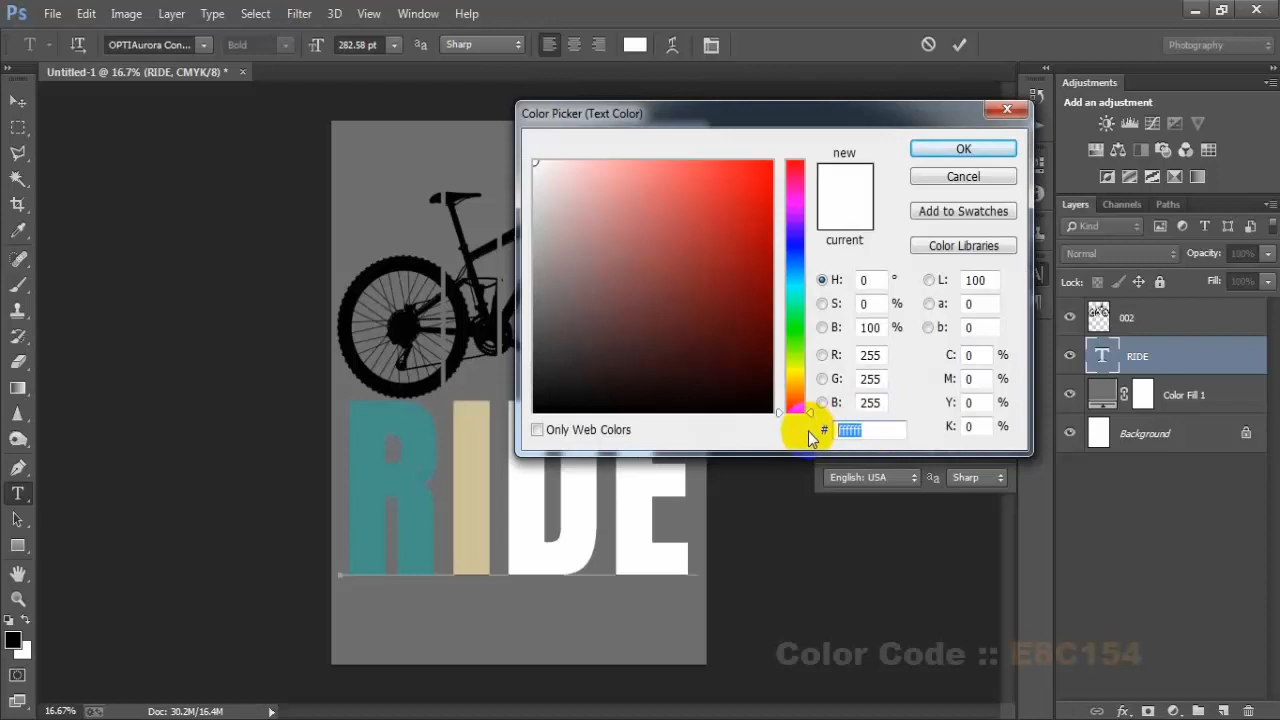 Ps File Edit Image Layer Type Select Filter 3D View Window Help
T OPTIAurora Con... Bold 282.58 pt aa Sharp Photography
Untitled-1 @ 16.7% (RIDE, CMYK/8) * ×
Color Picker (Text Color)
new
OK
Cancel
Add to Swatches
current
Color Libraries
H: 0 ° L: 100
S: 0 % a: 0
B: 100 % b: 0
R: 255 C: 0 %
G: 255 M: 0 %
B: 255 Y: 0 %
# ffffff K: 0 %
Only Web Colors
English: USA aa Sharp
Adjustments
Add an adjustment
Layers Channels Paths
Kind
Normal Opacity: 100%
Lock: Fill: 100%
002
T RIDE
Color Fill 1
Background
RIDE
Color Code :: E8C154
16.67% Doc: 30.2M/16.4M